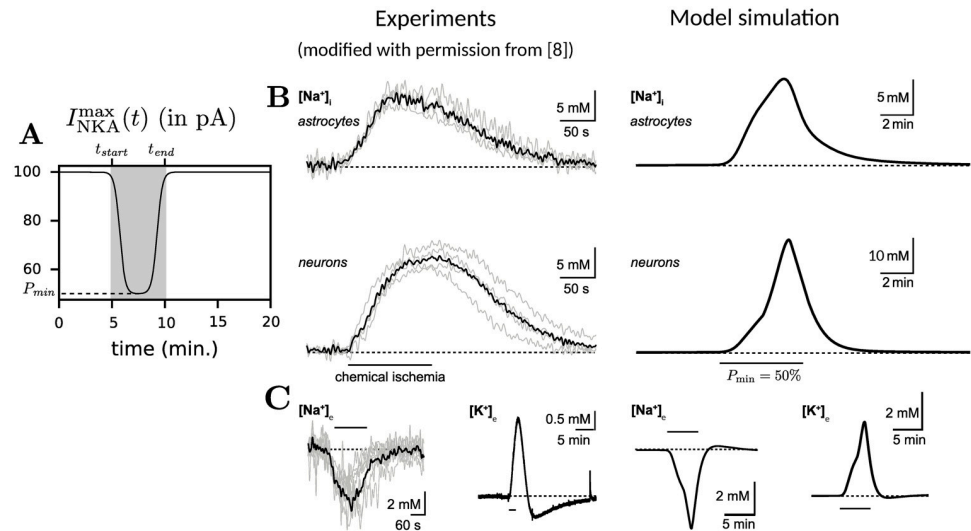 Experiments
(modified with permission from [8])
Model simulation
A
I_NKA^max(t) (in pA)
t_start t_end
100
80
60
P_min
0 5 10 15 20
time (min.)
B
[Na⁺]ᵢ
astrocytes
5 mM
50 s
[Na⁺]ᵢ
astrocytes
5 mM
2 min
neurons
5 mM
50 s
chemical ischemia
neurons
10 mM
2 min
P_min = 50%
C
[Na⁺]ₑ
2 mM
60 s
[K⁺]ₑ
0.5 mM
5 min
[Na⁺]ₑ
2 mM
5 min
[K⁺]ₑ
2 mM
5 min